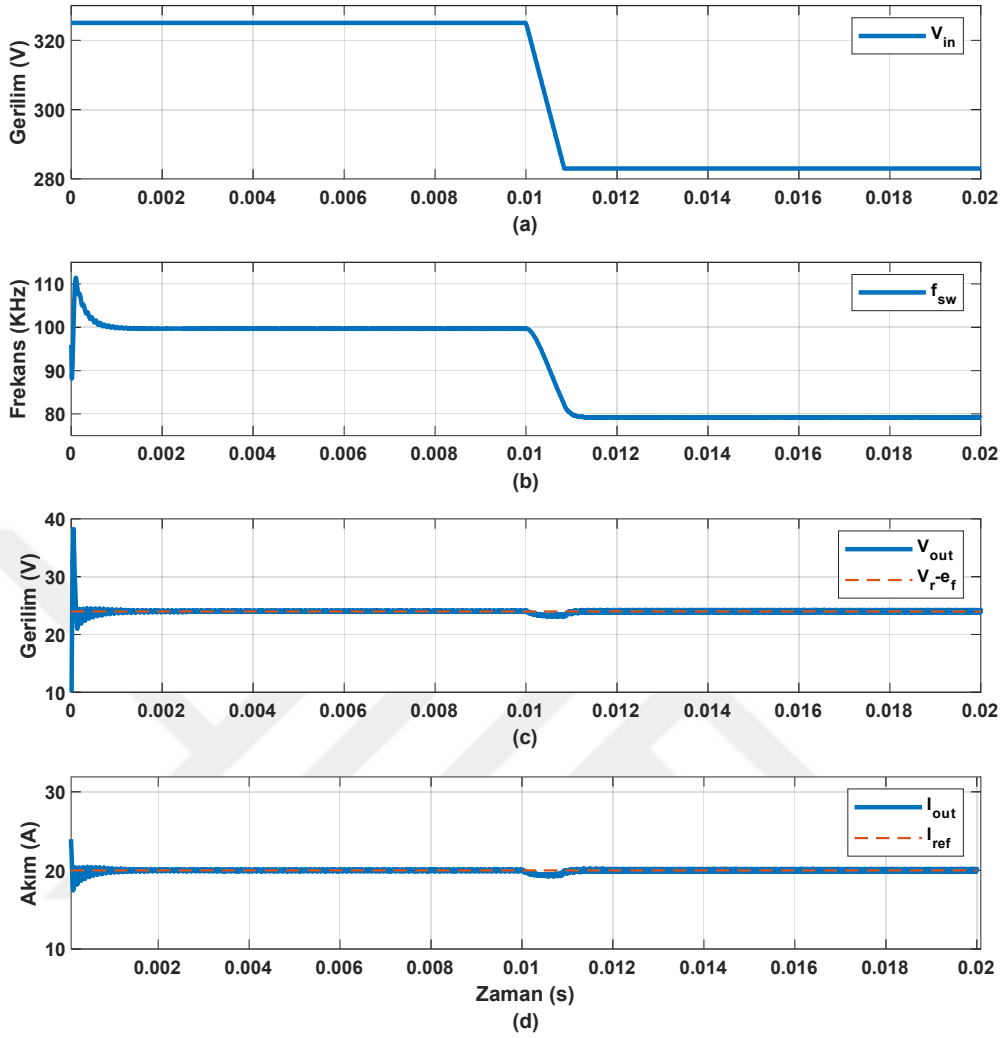 320
300
280
Gerilim (V)
V_in
0 0.002 0.004 0.006 0.008 0.01 0.012 0.014 0.016 0.018 0.02
(a)
110
100
90
80
Frekans (KHz)
f_sw
0 0.002 0.004 0.006 0.008 0.01 0.012 0.014 0.016 0.018 0.02
(b)
40
30
20
10
Gerilim (V)
V_out
V_r-e_f
0 0.002 0.004 0.006 0.008 0.01 0.012 0.014 0.016 0.018 0.02
(c)
30
20
10
Akım (A)
I_out
I_ref
0.002 0.004 0.006 0.008 0.01 0.012 0.014 0.016 0.018 0.02
Zaman (s)
(d)